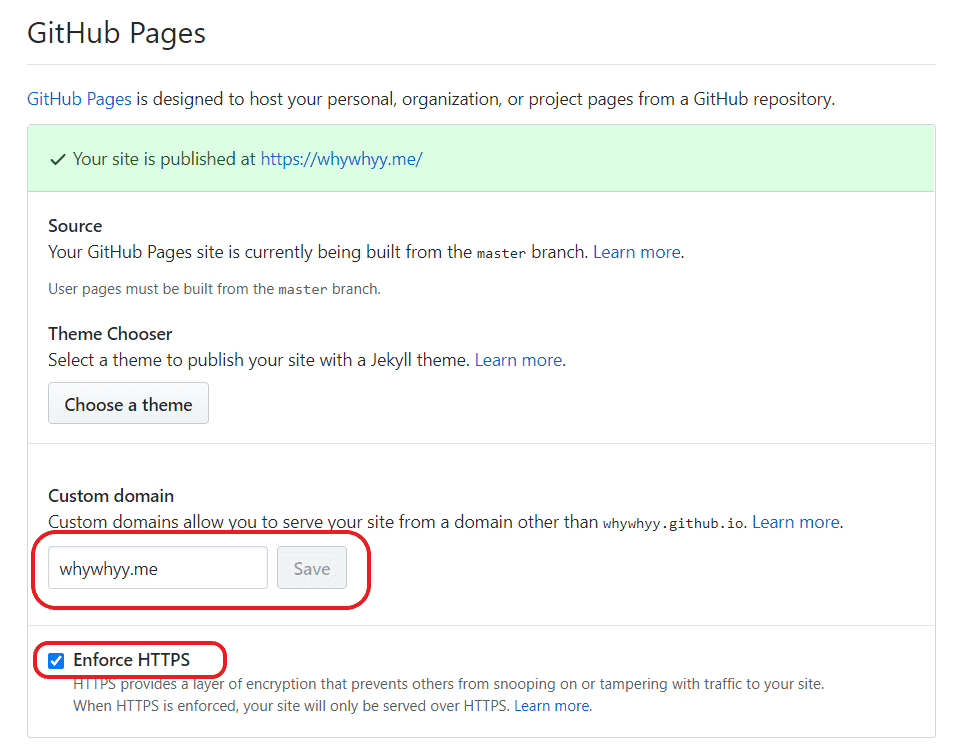 GitHub Pages
GitHub Pages is designed to host your personal, organization, or project pages from a GitHub repository.
Your site is published at https://whywhyy.me/
Source
Your GitHub Pages site is currently being built from the master branch. Learn more.
User pages must be built from the master branch.
Theme Chooser
Select a theme to publish your site with a Jekyll theme. Learn more.
Choose a theme
Custom domain
Custom domains allow you to serve your site from a domain other than whywhyy.github.io. Learn more.
whywhyy.me Save
Enforce HTTPS
HTTPS provides a layer of encryption that prevents others from snooping on or tampering with traffic to your site.
When HTTPS is enforced, your site will only be served over HTTPS. Learn more.